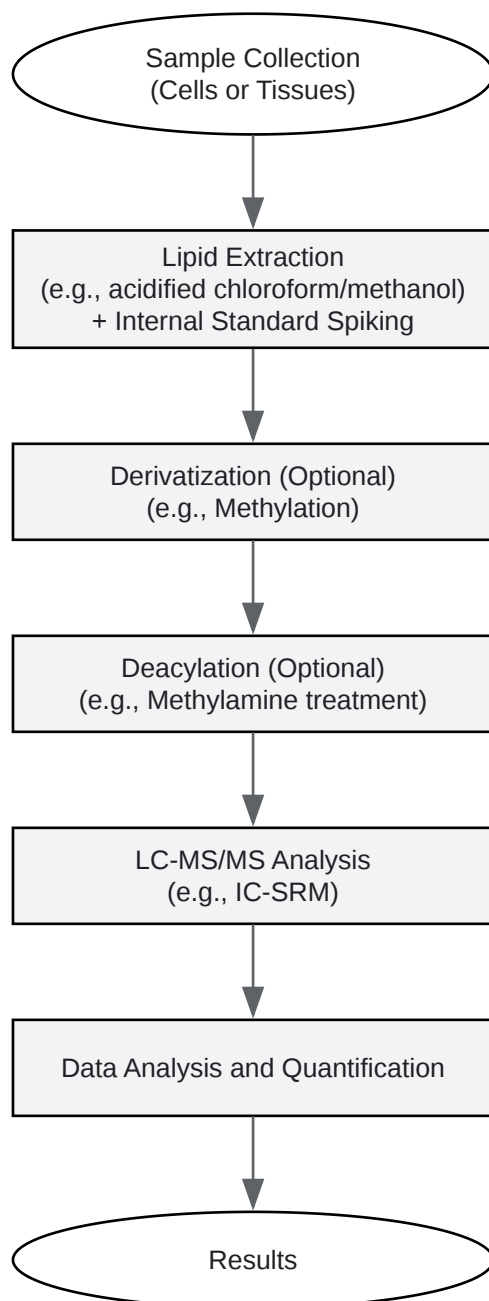 Sample Collection
(Cells or Tissues)
Lipid Extraction
(e.g., acidified chloroform/methanol)
+ Internal Standard Spiking
Derivatization (Optional)
(e.g., Methylation)
Deacylation (Optional)
(e.g., Methylamine treatment)
LC-MS/MS Analysis
(e.g., IC-SRM)
Data Analysis and Quantification
Results